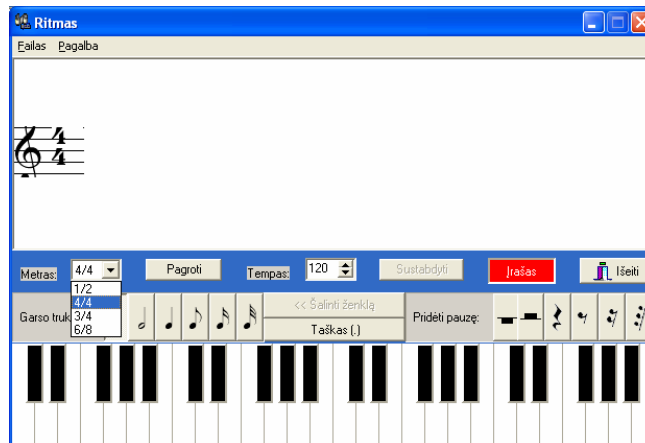 Ritmas
Failas Pagalba
4
4
Metras: 4/4 Pagroti Tempas: 120 Sustabdyti Įrašas Išeiti
1/2
4/4
3/4
6/8
Garso truk << Šalinti ženklą Pridėti pauzę:
Taškas (.)